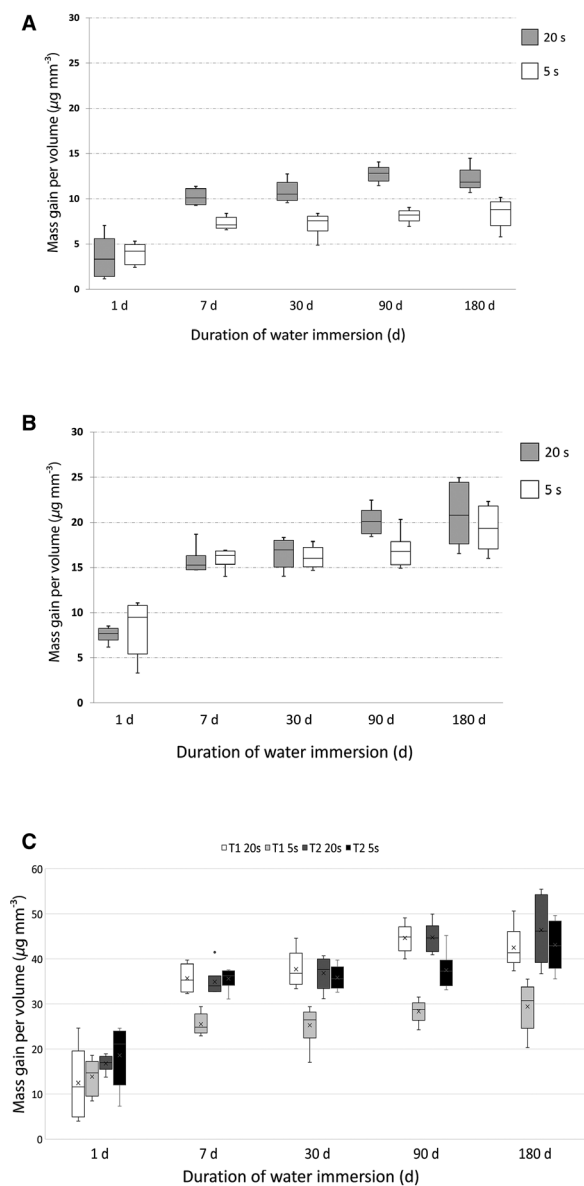 A
Mass gain per volume (µg mm⁻³)
30
25
20
15
10
5
0
20 s
5 s
1 d 7 d 30 d 90 d 180 d
Duration of water immersion (d)
B
Mass gain per volume (µg mm⁻³)
30
25
20
15
10
5
0
20 s
5 s
1 d 7 d 30 d 90 d 180 d
Duration of water immersion (d)
C
T1 20s T1 5s T2 20s T2 5s
Mass gain per volume (µg mm⁻³)
60
50
40
30
20
10
0
1 d 7 d 30 d 90 d 180 d
Duration of water immersion (d)